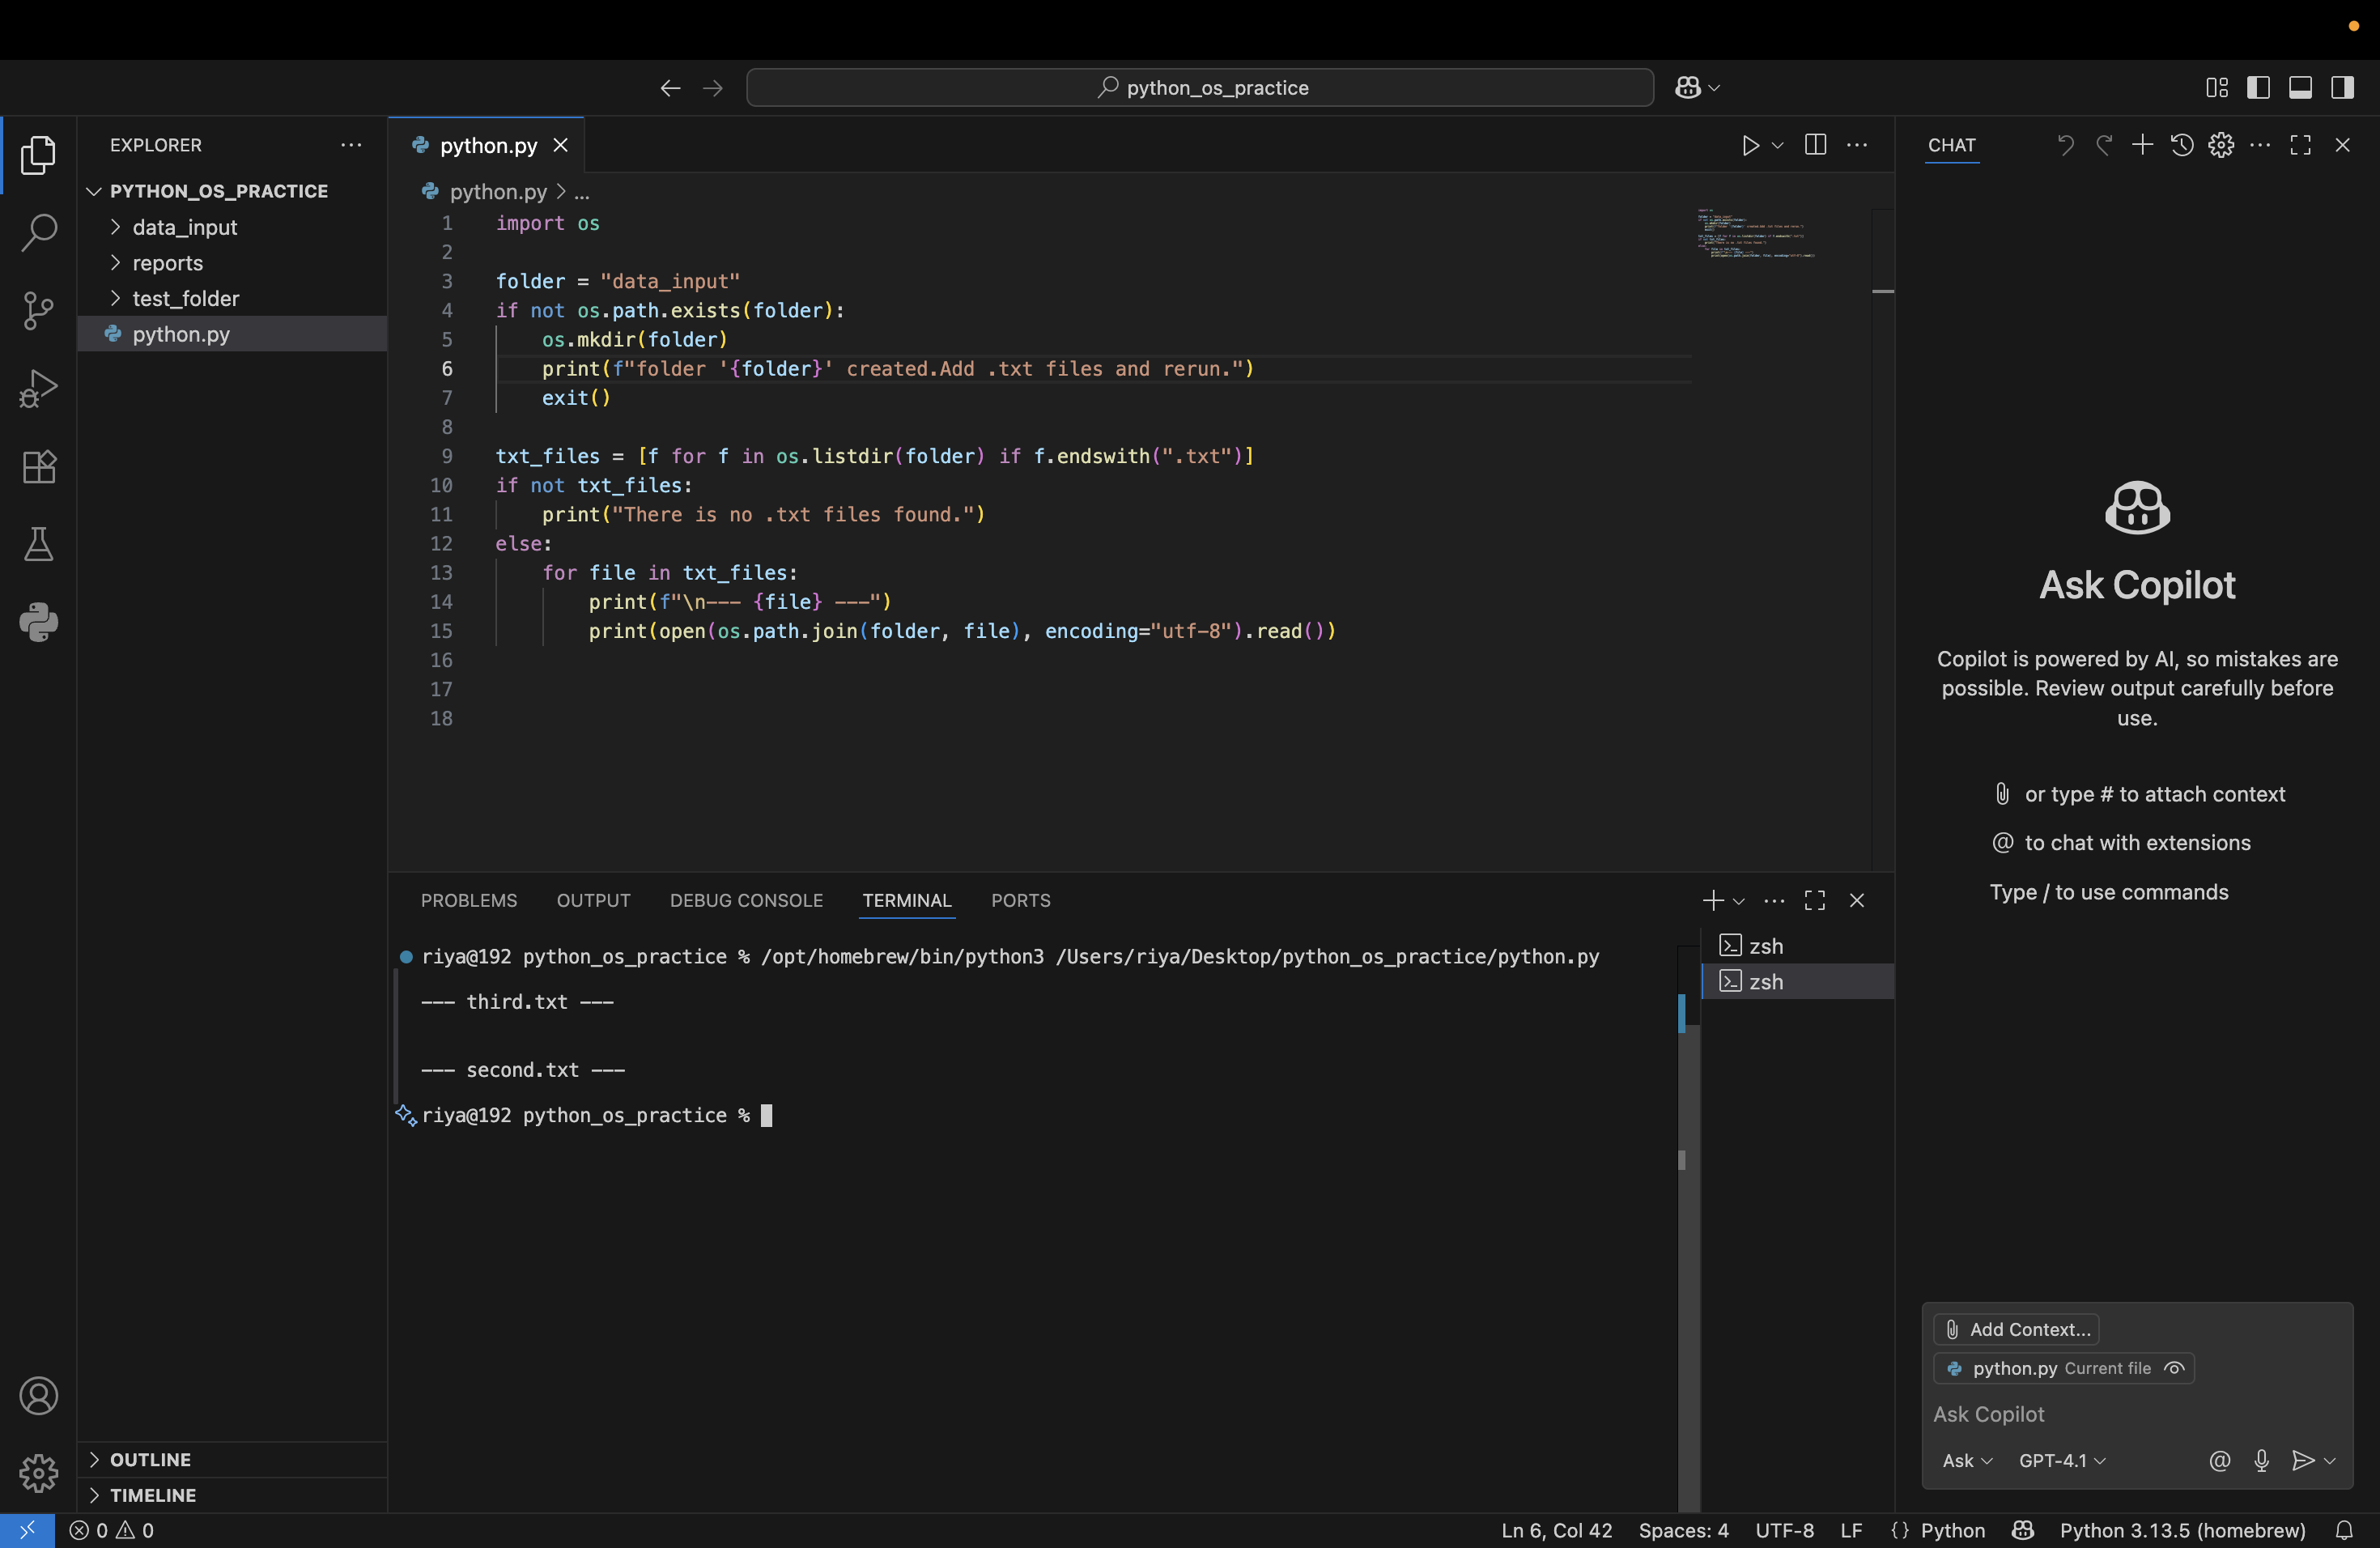 python_os_practice
EXPLORER
PYTHON_OS_PRACTICE
data_input
reports
test_folder
python.py
OUTLINE
TIMELINE
python.py
python.py > ...
1 import os
2
3 folder = "data_input"
4 if not os.path.exists(folder):
5 os.mkdir(folder)
6 print(f"folder '{folder}' created.Add .txt files and rerun.")
7 exit()
8
9 txt_files = [f for f in os.listdir(folder) if f.endswith(".txt")]
10 if not txt_files:
11 print("There is no .txt files found.")
12 else:
13 for file in txt_files:
14 print(f"\n--- {file} ---")
15 print(open(os.path.join(folder, file), encoding="utf-8").read())
16
17
18
PROBLEMS OUTPUT DEBUG CONSOLE TERMINAL PORTS
riya@192 python_os_practice % /opt/homebrew/bin/python3 /Users/riya/Desktop/python_os_practice/python.py
--- third.txt ---
--- second.txt ---
riya@192 python_os_practice %
zsh
zsh
CHAT
Ask Copilot
Copilot is powered by AI, so mistakes are
possible. Review output carefully before
use.
or type # to attach context
@ to chat with extensions
Type / to use commands
Add Context...
python.py Current file
Ask Copilot
Ask GPT-4.1 @
0 0
Ln 6, Col 42 Spaces: 4 UTF-8 LF {} Python Python 3.13.5 (homebrew)